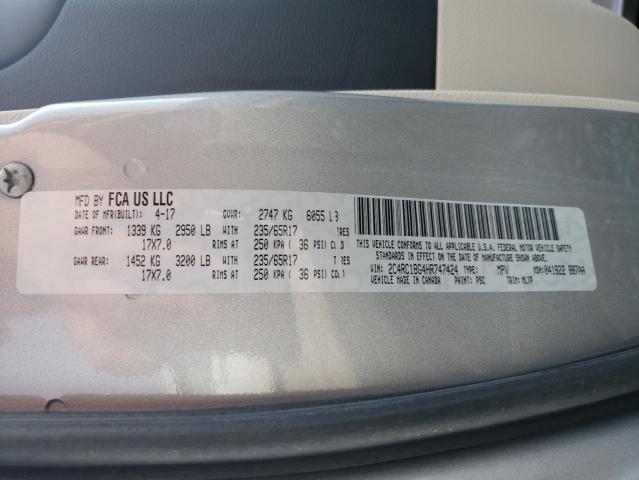 MFD BY FCA US LLC
DATE OF MFR(BUILT): 4-17 GVWR: 2747 KG 6055 LB
GAWR FRONT: 1339 KG 2950 LB WITH 235/65R17 TIRES
17X7.0 RIMS AT 250 KPA ( 36 PSI) COLD
GAWR REAR: 1452 KG 3200 LB WITH 235/65R17 TIRES
17X7.0 RIMS AT 250 KPA ( 36 PSI) COLD
THIS VEHICLE CONFORMS TO ALL APPLICABLE U.S.A. FEDERAL MOTOR VEHICLE SAFETY
STANDARDS IN EFFECT ON THE DATE OF MANUFACTURE SHOWN ABOVE.
VIN: 2C4RC1BG4HR747424 TYPE: MPV MDH: 041822 887AA
VEHICLE MADE IN CANADA PAINT: PSC TRIM: MLXP